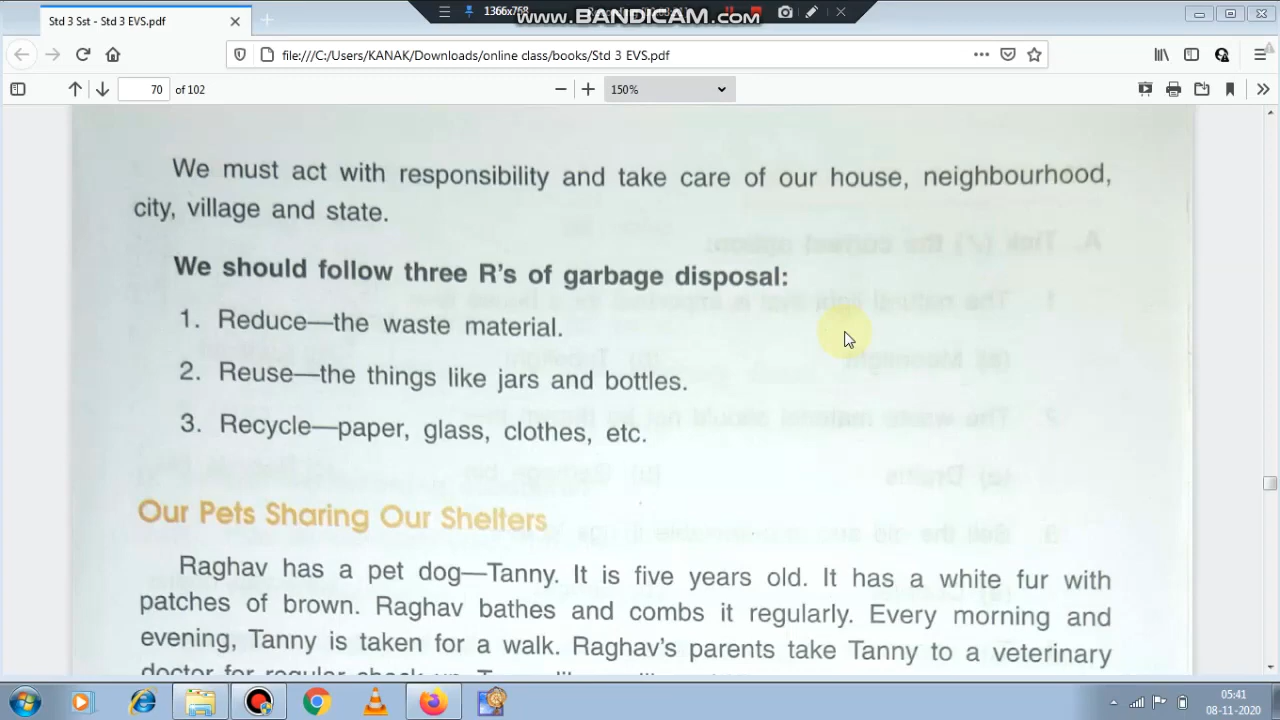 Std 3 Sst - Std 3 EVS.pdf
1366x768
www.BANDICAM.com
file:///C:/Users/KANAK/Downloads/online class/books/Std 3 EVS.pdf
70 of 102
150%
We must act with responsibility and take care of our house, neighbourhood,
city, village and state.
We should follow three R's of garbage disposal:
1. Reduce—the waste material.
2. Reuse—the things like jars and bottles.
3. Recycle—paper, glass, clothes, etc.
Our Pets Sharing Our Shelters
Raghav has a pet dog—Tanny. It is five years old. It has a white fur with
patches of brown. Raghav bathes and combs it regularly. Every morning and
evening, Tanny is taken for a walk. Raghav's parents take Tanny to a veterinary
doctor for regular check-up.
05:41
08-11-2020